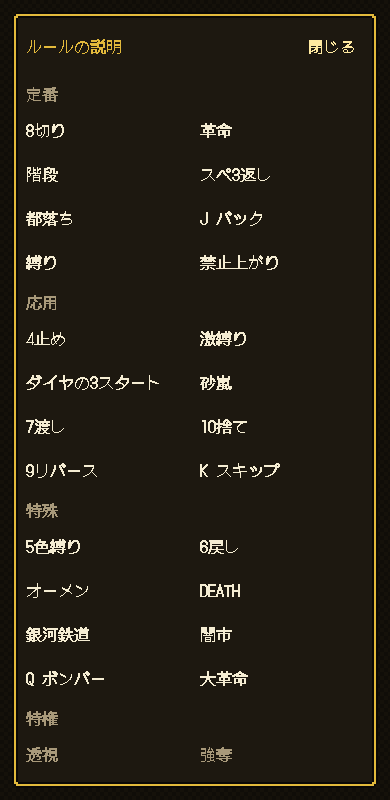 ルールの説明 閉じる
定番
8切り 革命
階段 スペ3返し
都落ち J バック
縛り 禁止上がり
応用
4止め 激縛り
ダイヤの3スタート 砂嵐
7渡し 10捨て
9リバース K スキップ
特殊
5色縛り 6戻し
オーメン DEATH
銀河鉄道 闇市
Q ボンバー 大革命
特権
透視 強奪